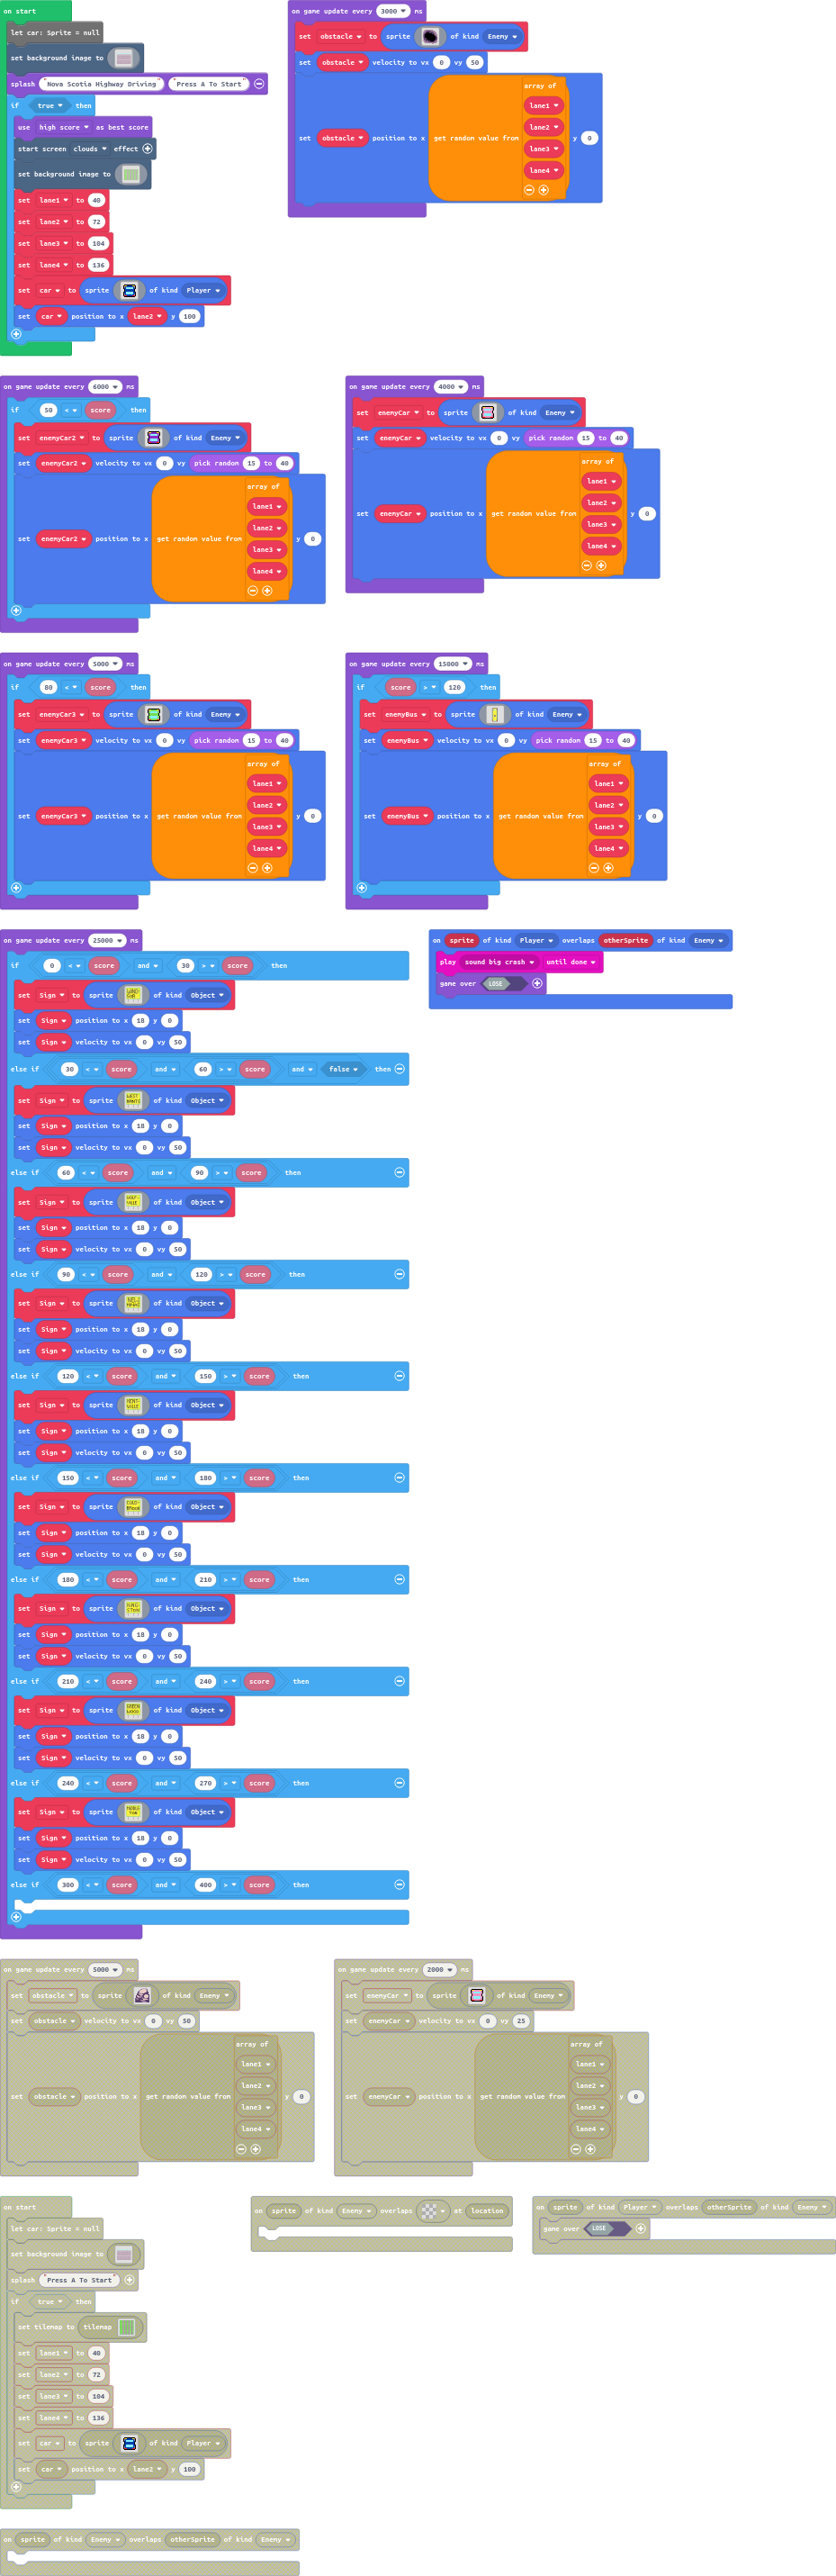 on start
let car: Sprite = null
set background image to
splash "Nova Scotia Highway Driving" "Press A To Start"
if true then
use high score as best score
start screen clouds effect
set background image to
set lane1 to 40
set lane2 to 72
set lane3 to 104
set lane4 to 136
set car to sprite of kind Player
set car position to x lane2 y 100
on game update every 3000 ms
set obstacle to sprite of kind Enemy
set obstacle velocity to vx 0 vy 50
array of
lane1
lane2
set obstacle position to x get random value from y 0
lane3
lane4
on game update every 6000 ms
if 50 < score then
set enemyCar2 to sprite of kind Enemy
set enemyCar2 velocity to vx 0 vy pick random 15 to 40
array of
lane1
lane2
set enemyCar2 position to x get random value from y 0
lane3
lane4
on game update every 4000 ms
set enemyCar to sprite of kind Enemy
set enemyCar velocity to vx 0 vy pick random 15 to 40
array of
lane1
lane2
set enemyCar position to x get random value from y 0
lane3
lane4
on game update every 5000 ms
if 80 < score then
set enemyCar3 to sprite of kind Enemy
set enemyCar3 velocity to vx 0 vy pick random 15 to 40
array of
lane1
lane2
set enemyCar3 position to x get random value from y 0
lane3
lane4
on game update every 15000 ms
if score > 120 then
set enemyBus to sprite of kind Enemy
set enemyBus velocity to vx 0 vy pick random 15 to 40
array of
lane1
lane2
set enemyBus position to x get random value from y 0
lane3
lane4
on game update every 25000 ms
if 0 < score and 30 > score then
set Sign to sprite of kind Object
set Sign position to x 18 y 0
set Sign velocity to vx 0 vy 50
else if 30 < score and 60 > score and false then
set Sign to sprite of kind Object
set Sign position to x 18 y 0
set Sign velocity to vx 0 vy 50
else if 60 < score and 90 > score then
set Sign to sprite of kind Object
set Sign position to x 18 y 0
set Sign velocity to vx 0 vy 50
else if 90 < score and 120 > score then
set Sign to sprite of kind Object
set Sign position to x 18 y 0
set Sign velocity to vx 0 vy 50
else if 120 < score and 150 > score then
set Sign to sprite of kind Object
set Sign position to x 18 y 0
set Sign velocity to vx 0 vy 50
else if 150 < score and 180 > score then
set Sign to sprite of kind Object
set Sign position to x 18 y 0
set Sign velocity to vx 0 vy 50
else if 180 < score and 210 > score then
set Sign to sprite of kind Object
set Sign position to x 18 y 0
set Sign velocity to vx 0 vy 50
else if 210 < score and 240 > score then
set Sign to sprite of kind Object
set Sign position to x 18 y 0
set Sign velocity to vx 0 vy 50
else if 240 < score and 270 > score then
set Sign to sprite of kind Object
set Sign position to x 18 y 0
set Sign velocity to vx 0 vy 50
else if 300 < score and 400 > score then
on sprite of kind Player overlaps otherSprite of kind Enemy
play sound big crash until done
game over LOSE
on game update every 5000 ms
set obstacle to sprite of kind Enemy
set obstacle velocity to vx 0 vy 50
array of
lane1
lane2
set obstacle position to x get random value from y 0
lane3
lane4
on game update every 2000 ms
set enemyCar to sprite of kind Enemy
set enemyCar velocity to vx 0 vy 25
array of
lane1
lane2
set enemyCar position to x get random value from y 0
lane3
lane4
on start
let car: Sprite = null
set background image to
splash "Press A To Start"
if true then
set tilemap to tilemap
set lane1 to 40
set lane2 to 72
set lane3 to 104
set lane4 to 136
set car to sprite of kind Player
set car position to x lane2 y 100
on sprite of kind Enemy overlaps at location
on sprite of kind Player overlaps otherSprite of kind Enemy
game over LOSE
on sprite of kind Enemy overlaps otherSprite of kind Enemy